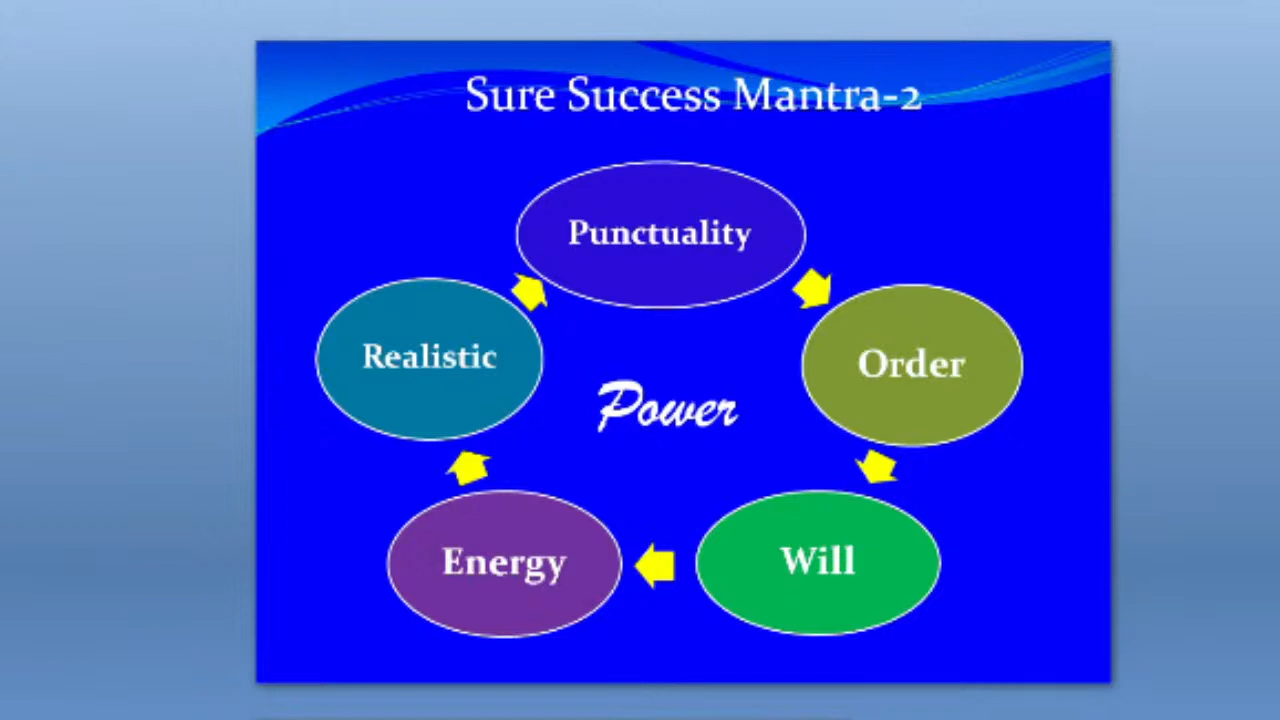 Sure Success Mantra-2
Punctuality
Realistic
Order
Power
Energy
Will